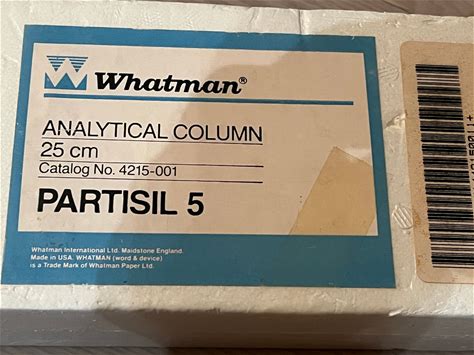 Whatman®
ANALYTICAL COLUMN
25 cm
Catalog No. 4215-001
PARTISIL 5
Whatman International Ltd. Maidstone England.
Made in USA. WHATMAN (word & device)
is a Trade Mark of Whatman Paper Ltd.